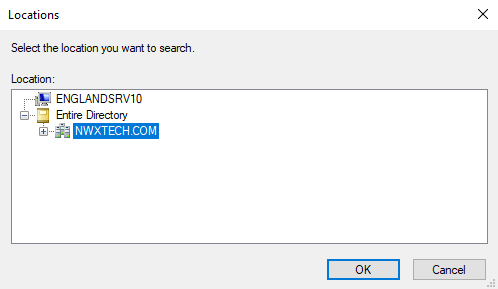 Locations
Select the location you want to search.
Location:
ENGLANDSRV10
Entire Directory
NWXTECH.COM
OK
Cancel